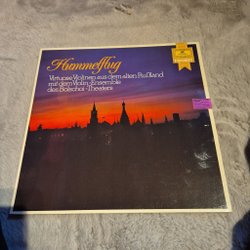 Hummelflug
Virtuose Violinen aus dem alten Rußland
mit dem Violin-Ensemble
des Bolschoi-Theaters